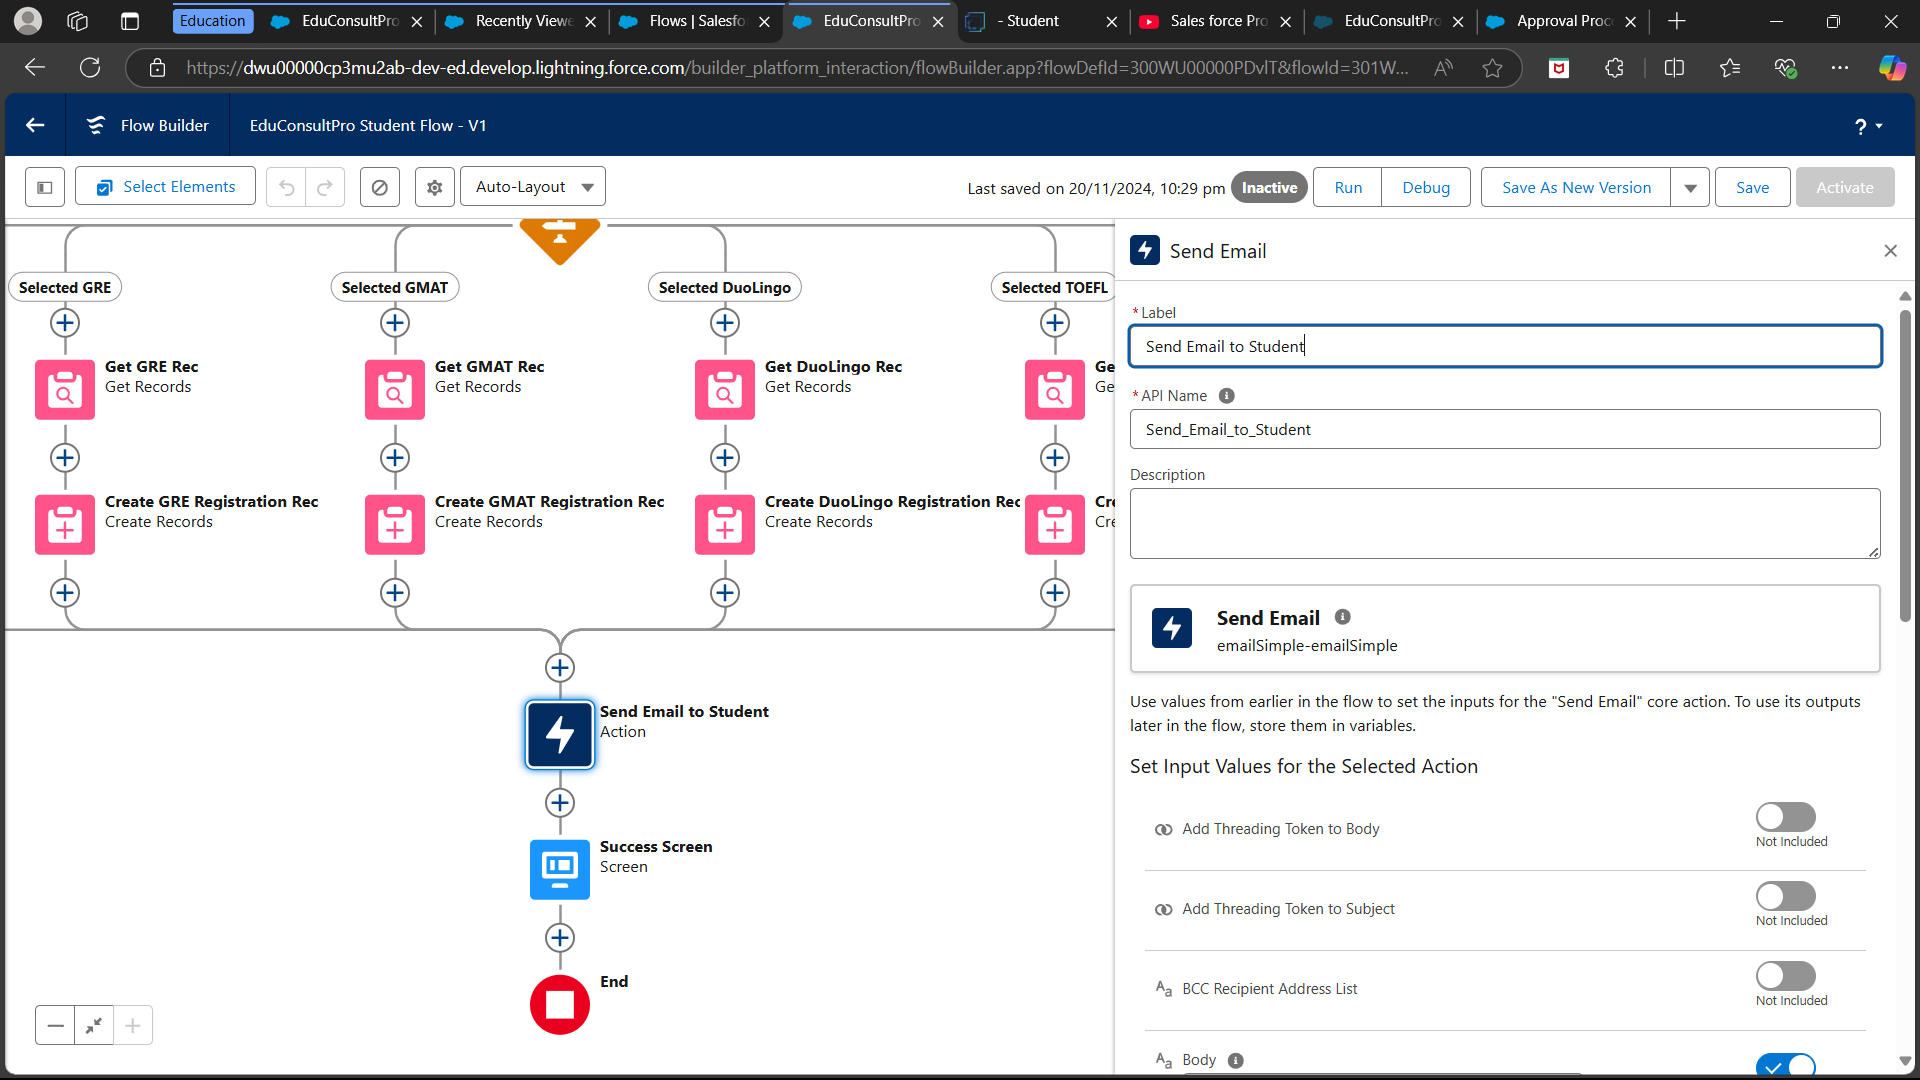 Education
EduConsultPro
Recently Viewe
Flows | Salesfo
EduConsultPro
- Student
Sales force Pro
EduConsultPro
Approval Proc
https://dwu00000cp3mu2ab-dev-ed.develop.lightning.force.com/builder_platform_interaction/flowBuilder.app?flowDefId=300WU00000PDvlT&flowId=301W...
Flow Builder
EduConsultPro Student Flow - V1
?
Select Elements
Auto-Layout
Last saved on 20/11/2024, 10:29 pm
Inactive
Run
Debug
Save As New Version
Save
Activate
Selected GRE
Selected GMAT
Selected DuoLingo
Selected TOEFL
Get GRE Rec
Get Records
Get GMAT Rec
Get Records
Get DuoLingo Rec
Get Records
Ge
Ge
Create GRE Registration Rec
Create Records
Create GMAT Registration Rec
Create Records
Create DuoLingo Registration Rec
Create Records
Cre
Cre
Send Email to Student
Action
Success Screen
Screen
End
Send Email
* Label
Send Email to Student
* API Name
Send_Email_to_Student
Description
Send Email
emailSimple-emailSimple
Use values from earlier in the flow to set the inputs for the "Send Email" core action. To use its outputs
later in the flow, store them in variables.
Set Input Values for the Selected Action
Add Threading Token to Body
Not Included
Add Threading Token to Subject
Not Included
Aa BCC Recipient Address List
Not Included
Aa Body